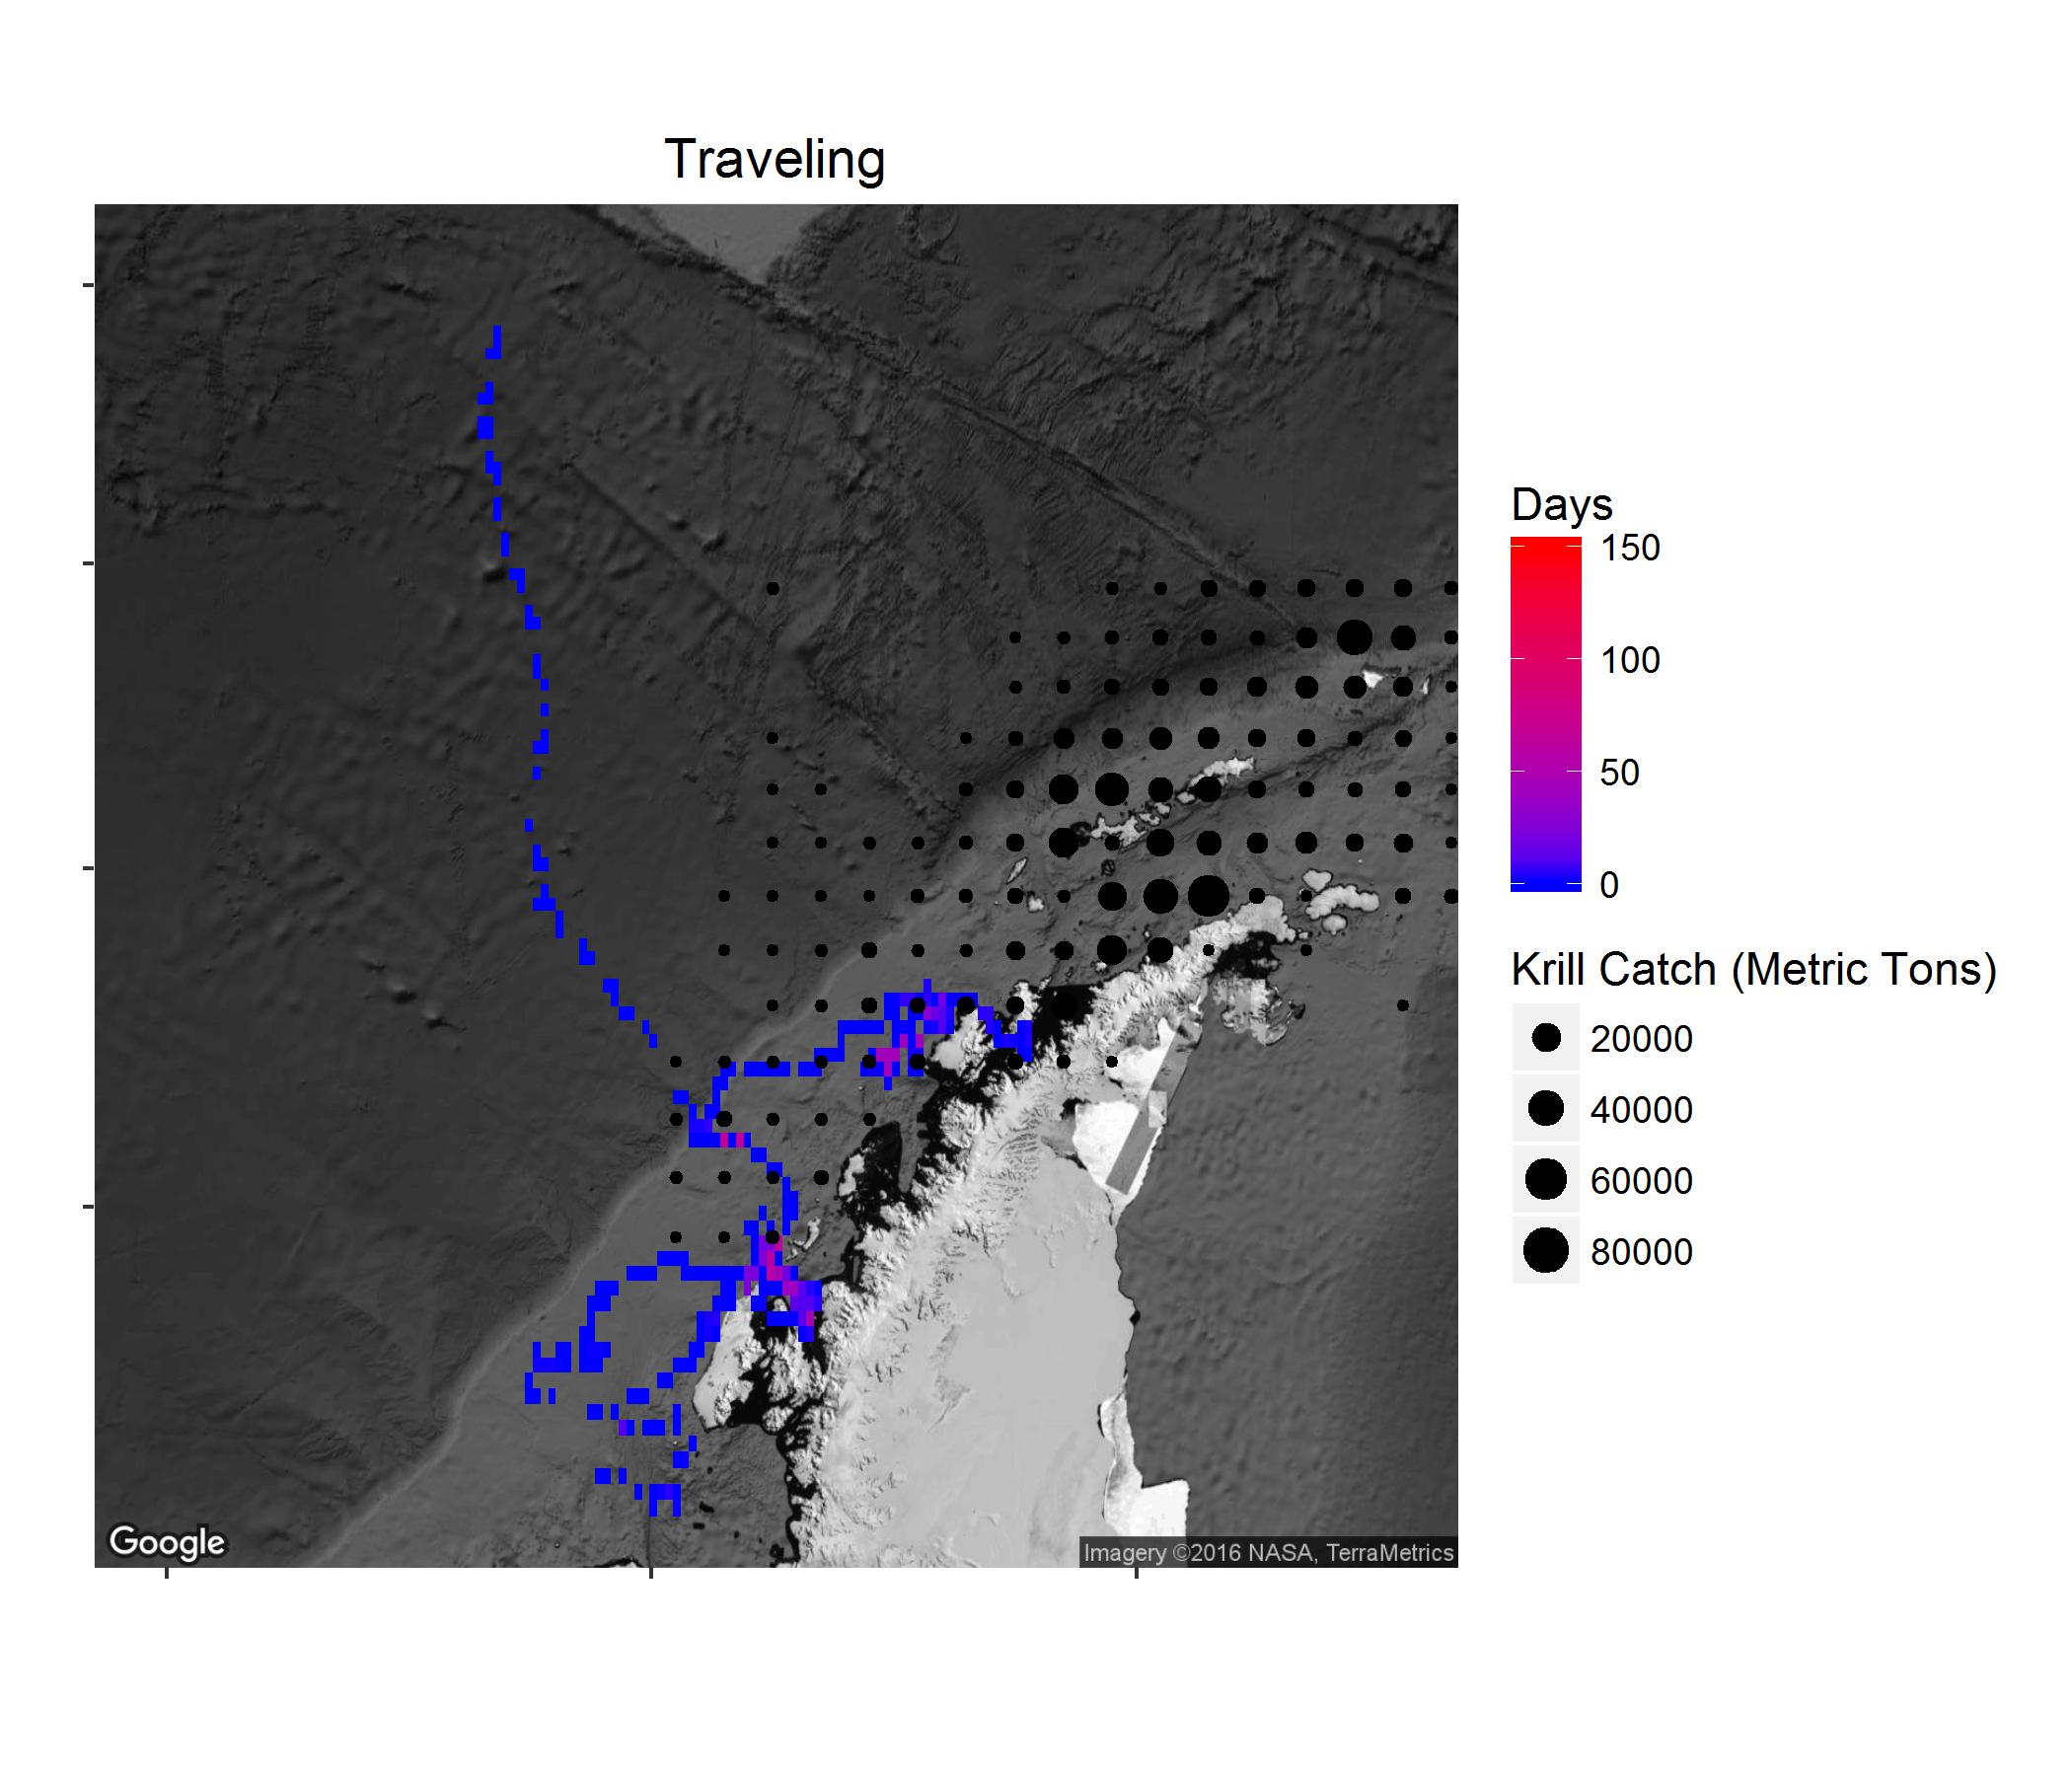 Traveling
Days
150
100
50
0
Krill Catch (Metric Tons)
20000
40000
60000
80000
Google
Imagery ©2016 NASA, TerraMetrics